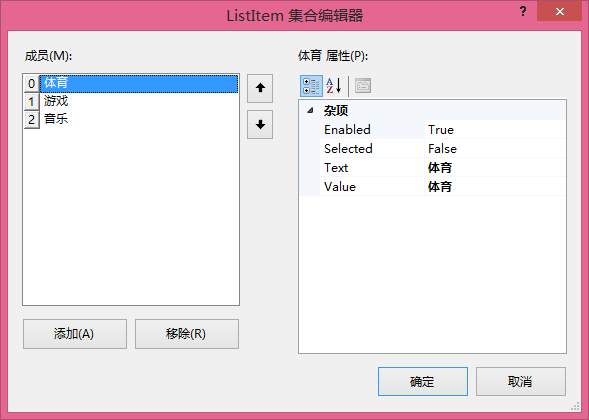 ListItem 集合编辑器
?
成员(M):
0 体育
1 游戏
2 音乐
添加(A)
移除(R)
体育 属性(P):
A Z
杂项
Enabled True
Selected False
Text 体育
Value 体育
确定
取消